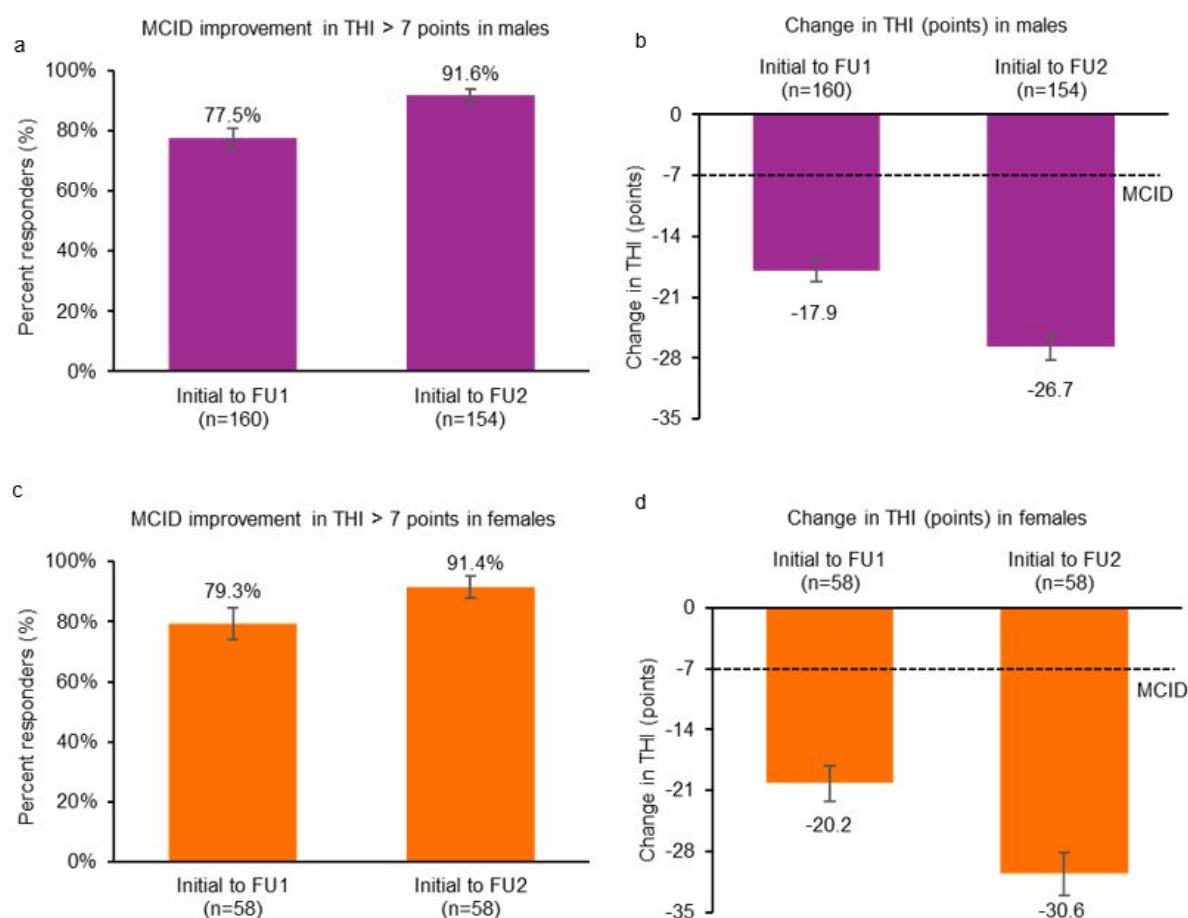 a
MCID improvement in THI > 7 points in males
Percent responders (%)
100%
80%
60%
40%
20%
0%
77.5%
91.6%
Initial to FU1
(n=160)
Initial to FU2
(n=154)
b
Change in THI (points) in males
Initial to FU1
(n=160)
Initial to FU2
(n=154)
Change in THI (points)
0
-7
-14
-21
-28
-35
MCID
-17.9
-26.7
c
MCID improvement in THI > 7 points in females
Percent responders (%)
100%
80%
60%
40%
20%
0%
79.3%
91.4%
Initial to FU1
(n=58)
Initial to FU2
(n=58)
d
Change in THI (points) in females
Initial to FU1
(n=58)
Initial to FU2
(n=58)
Change in THI (points)
0
-7
-14
-21
-28
-35
MCID
-20.2
-30.6